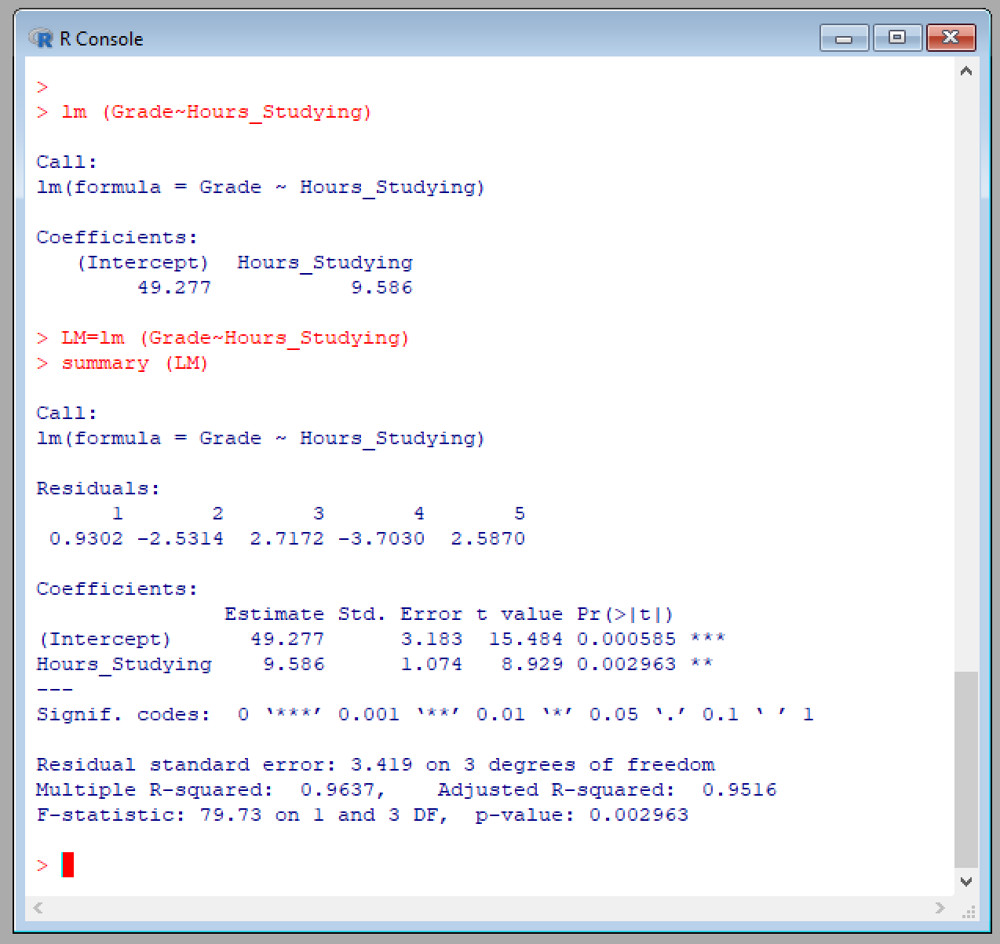 R Console
>
> lm (Grade~Hours_Studying)
Call:
lm(formula = Grade ~ Hours_Studying)
Coefficients:
(Intercept)  Hours_Studying
49.277           9.586
> LM=lm (Grade~Hours_Studying)
> summary (LM)
Call:
lm(formula = Grade ~ Hours_Studying)
Residuals:
1       2       3       4       5
0.9302 -2.5314  2.7172 -3.7030  2.5870
Coefficients:
Estimate Std. Error t value Pr(>|t|)
(Intercept)      49.277      3.183  15.484 0.000585 ***
Hours_Studying    9.586      1.074   8.929 0.002963 **
---
Signif. codes:  0 ‘***’ 0.001 ‘**’ 0.01 ‘*’ 0.05 ‘.’ 0.1 ‘ ’ 1
Residual standard error: 3.419 on 3 degrees of freedom
Multiple R-squared:  0.9637,    Adjusted R-squared:  0.9516
F-statistic: 79.73 on 1 and 3 DF,  p-value: 0.002963
>